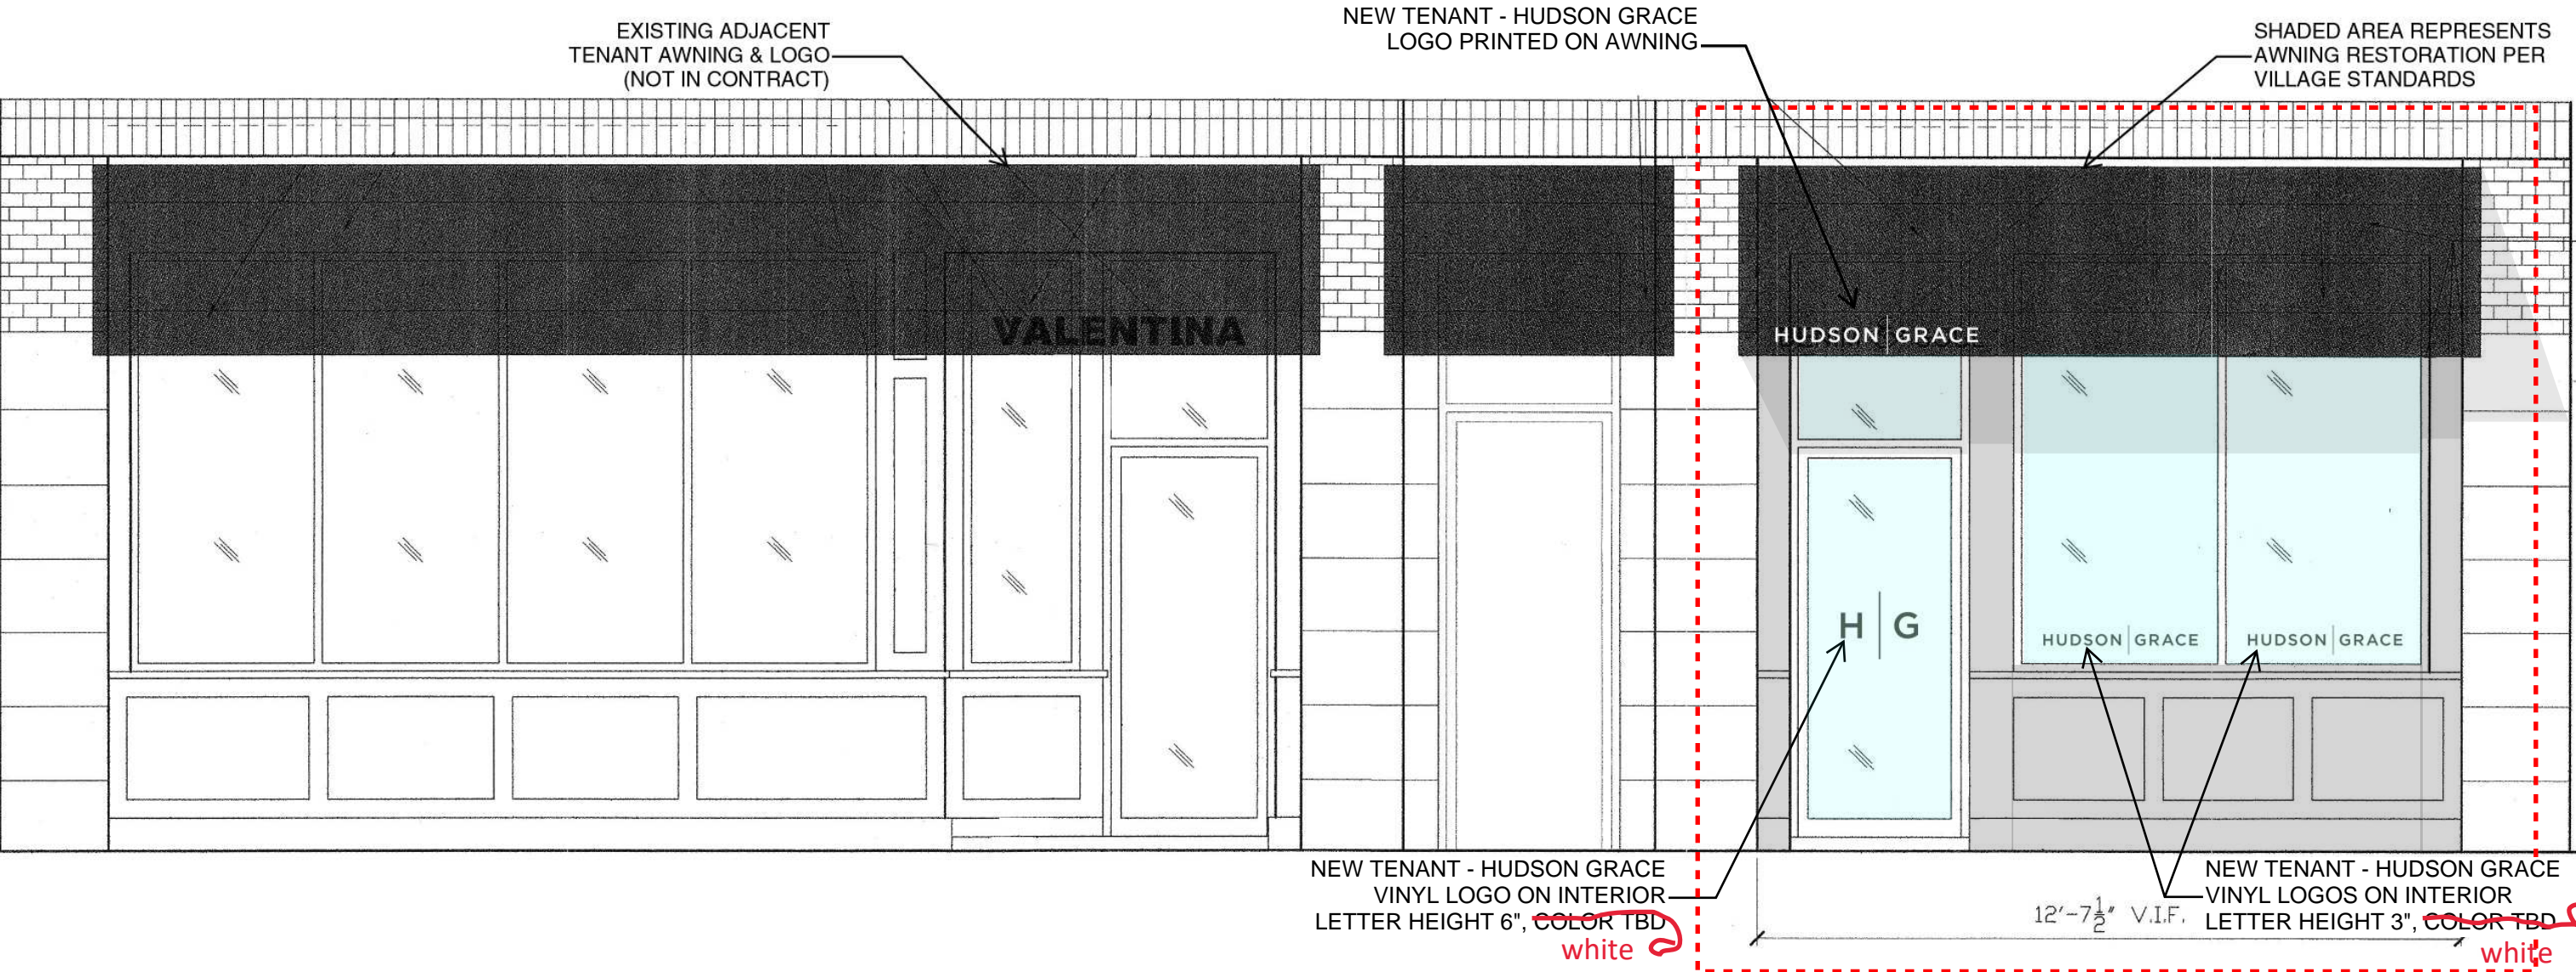 EXISTING ADJACENT
TENANT AWNING & LOGO
(NOT IN CONTRACT)
NEW TENANT - HUDSON GRACE
LOGO PRINTED ON AWNING
SHADED AREA REPRESENTS
AWNING RESTORATION PER
VILLAGE STANDARDS
VALENTINA
HUDSON|GRACE
H|G
HUDSON|GRACE
HUDSON|GRACE
NEW TENANT - HUDSON GRACE
VINYL LOGO ON INTERIOR
LETTER HEIGHT 6", COLOR TBD
white
12'-7½" V.I.F.
NEW TENANT - HUDSON GRACE
VINYL LOGOS ON INTERIOR
LETTER HEIGHT 3", COLOR TBD
white